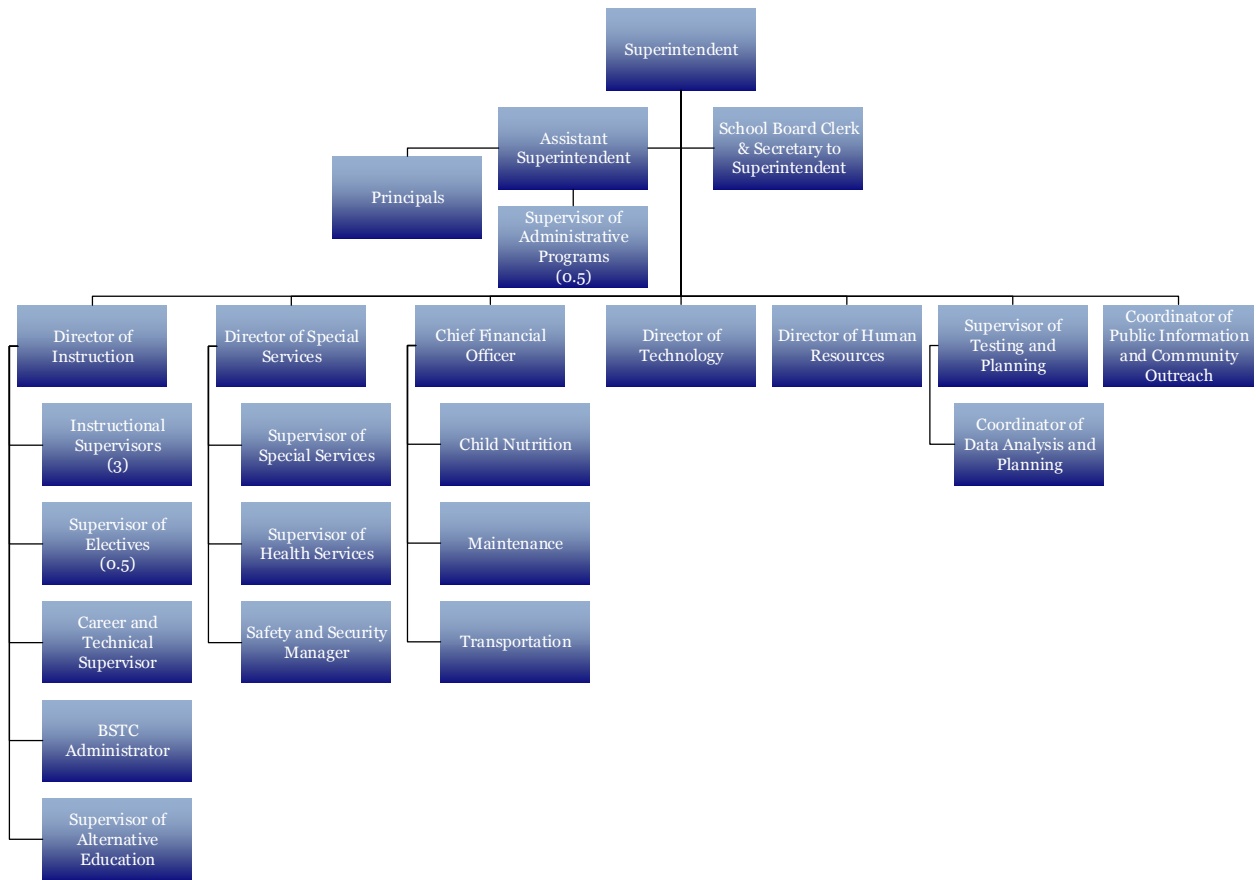 Superintendent
Assistant
Superintendent
School Board Clerk
& Secretary to
Superintendent
Principals
Supervisor of
Administrative
Programs
(0.5)
Director of
Instruction
Director of Special
Services
Chief Financial
Officer
Director of
Technology
Director of Human
Resources
Supervisor of
Testing and
Planning
Coordinator of
Public Information
and Community
Outreach
Instructional
Supervisors
(3)
Supervisor of
Special Services
Child Nutrition
Coordinator of
Data Analysis and
Planning
Supervisor of
Electives
(0.5)
Supervisor of
Health Services
Maintenance
Career and
Technical
Supervisor
Safety and Security
Manager
Transportation
BSTC
Administrator
Supervisor of
Alternative
Education